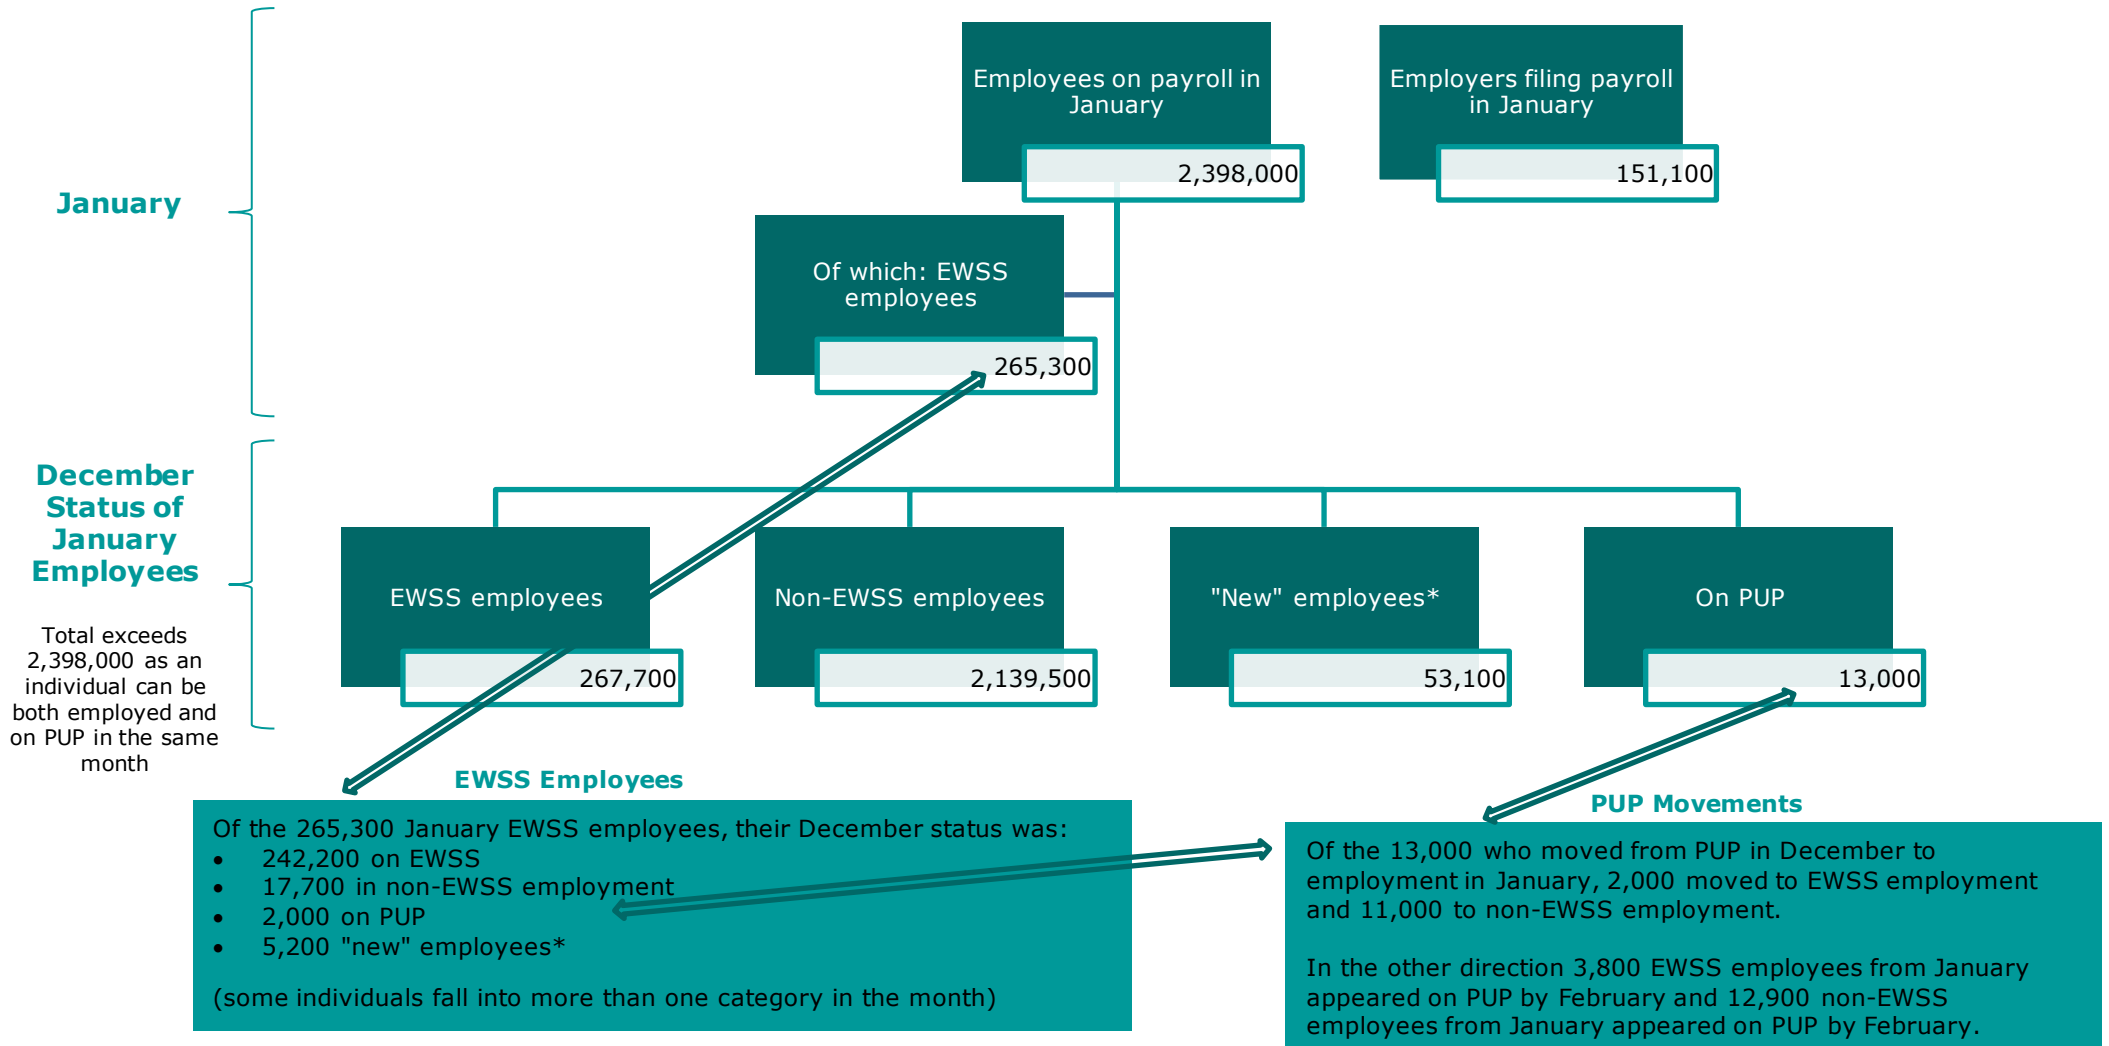 Employees on payroll in
January
2,398,000
Employers filing payroll
in January
151,100
January
Of which: EWSS
employees
265,300
December
Status of
January
Employees
Total exceeds
2,398,000 as an
individual can be
both employed and
on PUP in the same
month
EWSS employees
267,700
Non-EWSS employees
2,139,500
"New" employees*
53,100
On PUP
13,000
EWSS Employees
Of the 265,300 January EWSS employees, their December status was:
• 242,200 on EWSS
• 17,700 in non-EWSS employment
• 2,000 on PUP
• 5,200 "new" employees*
(some individuals fall into more than one category in the month)
PUP Movements
Of the 13,000 who moved from PUP in December to
employment in January, 2,000 moved to EWSS employment
and 11,000 to non-EWSS employment.
In the other direction 3,800 EWSS employees from January
appeared on PUP by February and 12,900 non-EWSS
employees from January appeared on PUP by February.